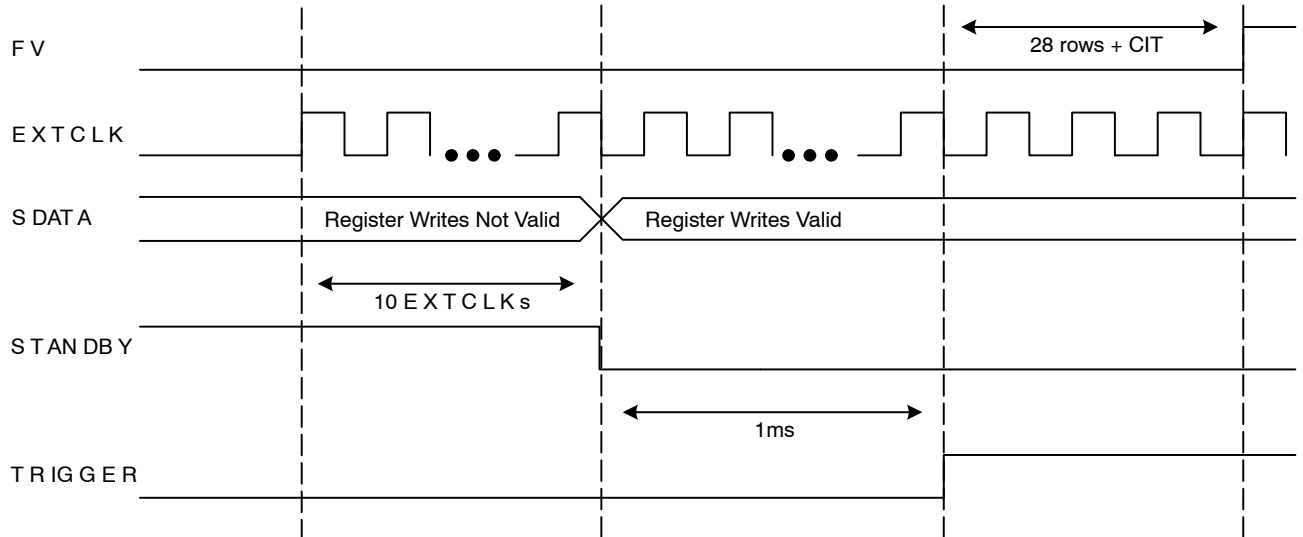 FV
28 rows + CIT
EXTCLK
SDATA
Register Writes Not Valid
Register Writes Valid
10 EXTCLKs
STANDBY
1ms
TRIGGER